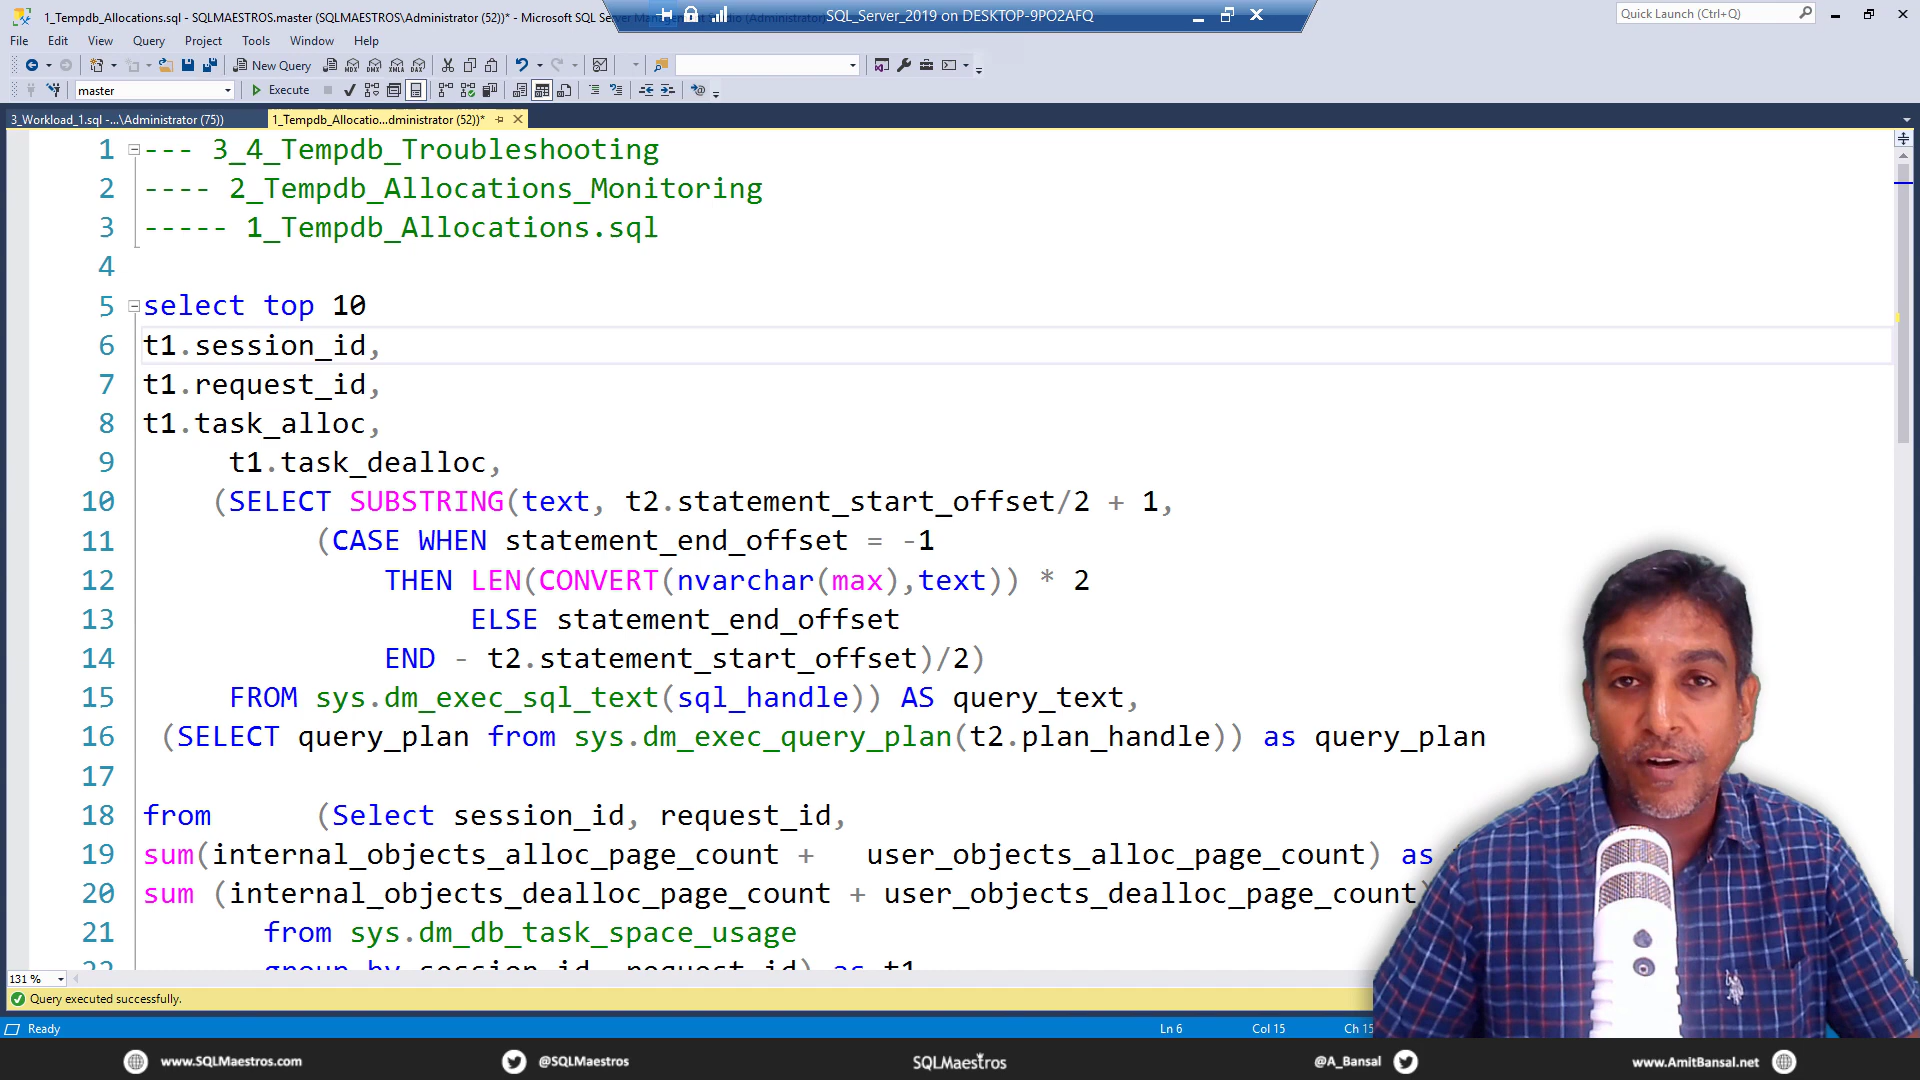 1_Tempdb_Allocations.sql - SQLMAESTROS.master (SQLMAESTROS\Administrator (52))* - Microsoft SQL Server
SQL_Server_2019 on DESKTOP-9PO2AFQ
Quick Launch (Ctrl+Q)
File Edit View Query Project Tools Window Help
New Query
master
Execute
3_Workload_1.sql -...\Administrator (75))
1_Tempdb_Allocatio...dministrator (52))*
1 --- 3_4_Tempdb_Troubleshooting
2 ---- 2_Tempdb_Allocations_Monitoring
3 ----- 1_Tempdb_Allocations.sql
4
5 select top 10
6 t1.session_id,
7 t1.request_id,
8 t1.task_alloc,
9 t1.task_dealloc,
10 (SELECT SUBSTRING(text, t2.statement_start_offset/2 + 1,
11 (CASE WHEN statement_end_offset = -1
12 THEN LEN(CONVERT(nvarchar(max),text)) * 2
13 ELSE statement_end_offset
14 END - t2.statement_start_offset)/2)
15 FROM sys.dm_exec_sql_text(sql_handle)) AS query_text,
16 (SELECT query_plan from sys.dm_exec_query_plan(t2.plan_handle)) as query_plan
17
18 from (Select session_id, request_id,
19 sum(internal_objects_alloc_page_count + user_objects_alloc_page_count) as
20 sum (internal_objects_dealloc_page_count + user_objects_dealloc_page_count)
21 from sys.dm_db_task_space_usage
22 group by session_id, request_id) as t1
131 %
Query executed successfully.
Ready
Ln 6 Col 15 Ch 15
www.SQLMaestros.com
@SQLMaestros
SQLMaestros
@A_Bansal
www.AmitBansal.net